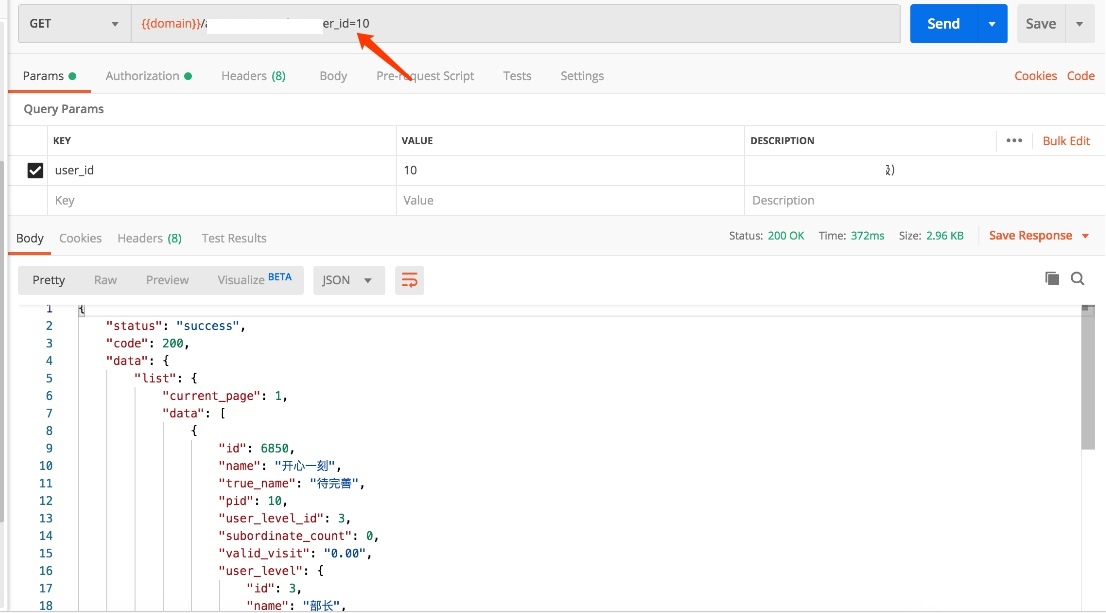 GET {{domain}}/ er_id=10 Send Save
Params Authorization Headers (8) Body Pre-request Script Tests Settings Cookies Code
Query Params
KEY VALUE DESCRIPTION ••• Bulk Edit
user_id 10 )
Key Value Description
Body Cookies Headers (8) Test Results Status: 200 OK Time: 372ms Size: 2.96 KB Save Response
Pretty Raw Preview Visualize BETA JSON
1 {
2 "status": "success",
3 "code": 200,
4 "data": {
5 "list": {
6 "current_page": 1,
7 "data": [
8 {
9 "id": 6850,
10 "name": "开心一刻",
11 "true_name": "待完善",
12 "pid": 10,
13 "user_level_id": 3,
14 "subordinate_count": 0,
15 "valid_visit": "0.00",
16 "user_level": {
17 "id": 3,
18 "name": "部长",